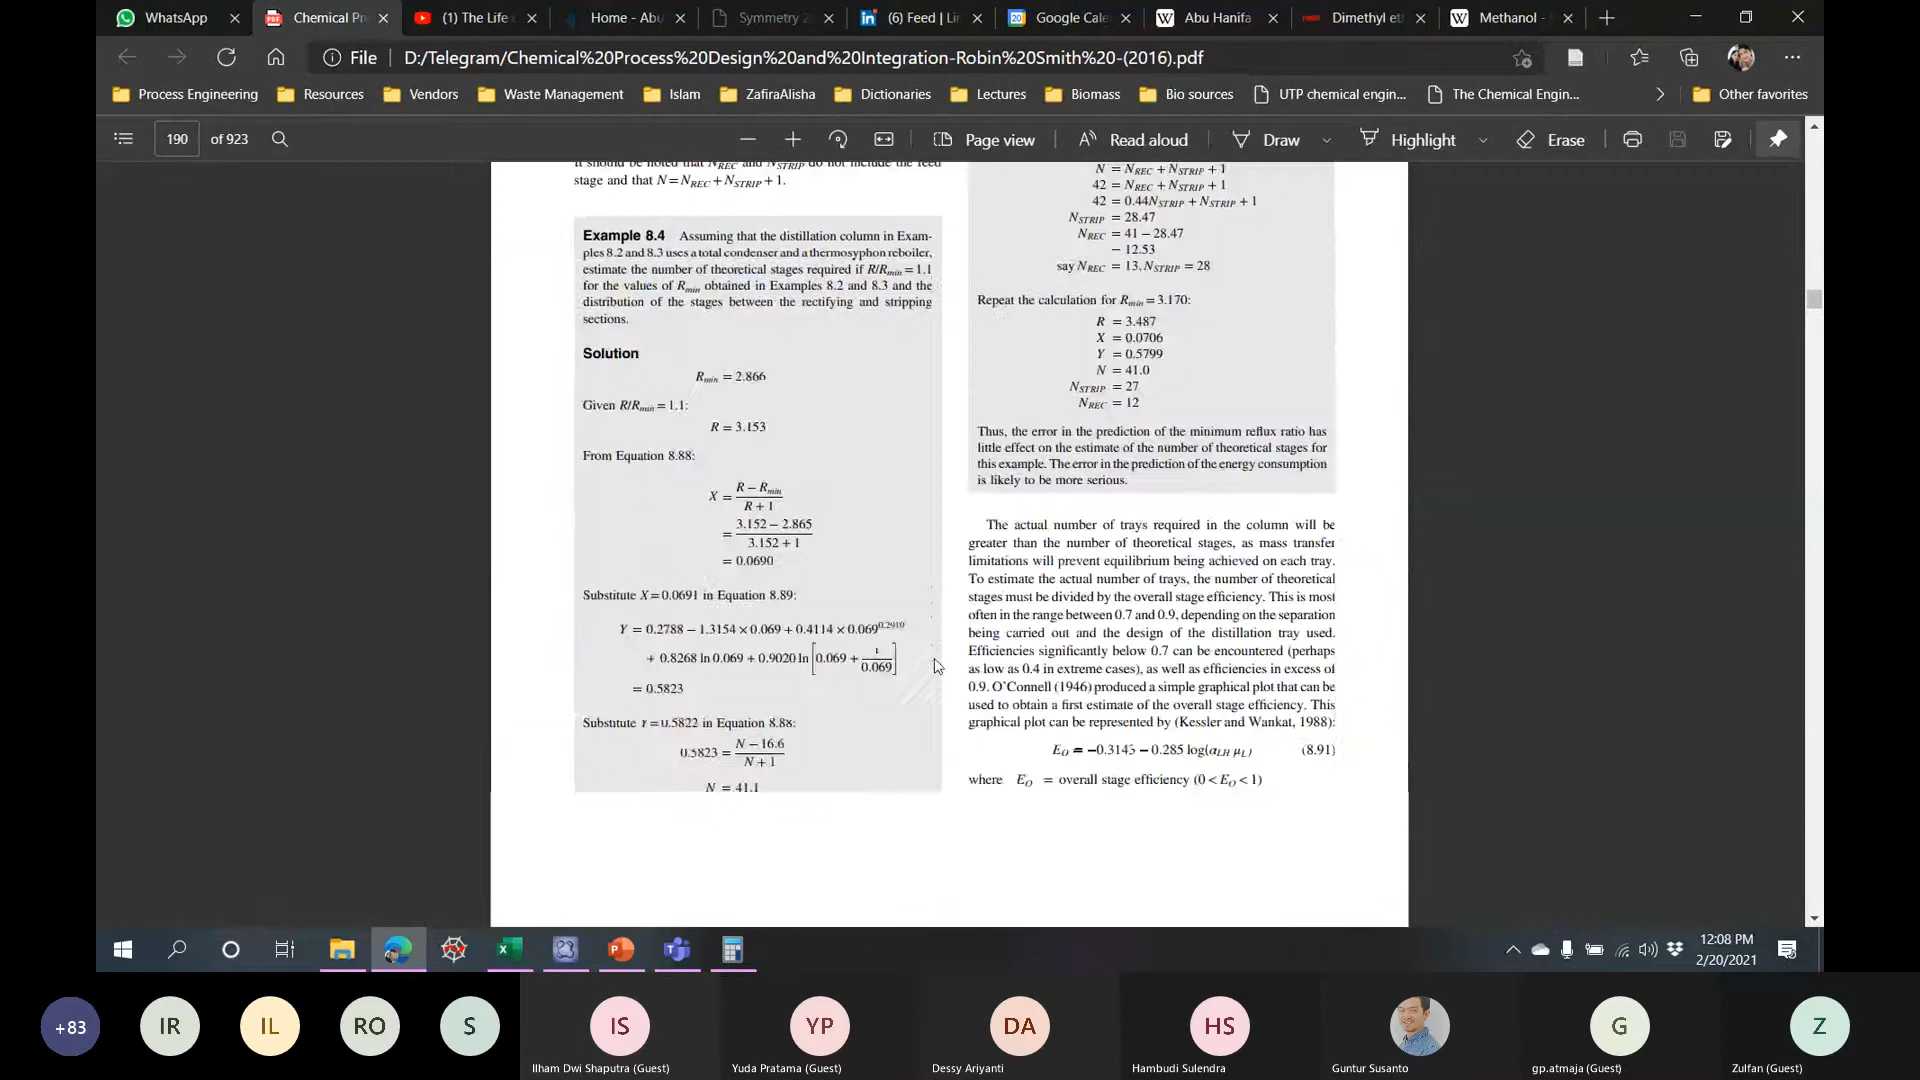 WhatsApp
Chemical Pr
(1) The Life
Home - Abu
Symmetry 2
(6) Feed | Lin
Google Cale
Abu Hanifa
Dimethyl eth
Methanol -
File D:/Telegram/Chemical%20Process%20Design%20and%20Integration-Robin%20Smith%20-(2016).pdf
Process Engineering Resources Vendors Waste Management Islam ZafiraAlisha Dictionaries Lectures Biomass Bio sources UTP chemical engin... The Chemical Engin... Other favorites
190 of 923 Page view Read aloud Draw Highlight Erase
It should be noted that N_REC and N_STRIP do not include the feed
stage and that N = N_REC + N_STRIP + 1.
Example 8.4 Assuming that the distillation column in Exam-
ples 8.2 and 8.3 uses a total condenser and a thermosyphon reboiler,
estimate the number of theoretical stages required if R/R_min = 1.1
for the values of R_min obtained in Examples 8.2 and 8.3 and the
distribution of the stages between the rectifying and stripping
sections.
Solution
R_min = 2.866
Given R/R_min = 1.1:
R = 3.153
From Equation 8.88:
X = (R − R_min)/(R + 1)
= (3.152 − 2.865)/(3.152 + 1)
= 0.0690
Substitute X = 0.0691 in Equation 8.89:
Y = 0.2788 − 1.3154 × 0.069 + 0.4114 × 0.069^0.2910
+ 0.8268 ln 0.069 + 0.9020 ln [0.069 + 1/0.069]
= 0.5823
Substitute Y = 0.5822 in Equation 8.88:
0.5823 = (N − 16.6)/(N + 1)
N = 41.1
N = N_REC + N_STRIP + 1
42 = N_REC + N_STRIP + 1
42 = 0.44N_STRIP + N_STRIP + 1
N_STRIP = 28.47
N_REC = 41 − 28.47
− 12.53
say N_REC = 13, N_STRIP = 28
Repeat the calculation for R_min = 3.170:
R = 3.487
X = 0.0706
Y = 0.5799
N = 41.0
N_STRIP = 27
N_REC = 12
Thus, the error in the prediction of the minimum reflux ratio has
little effect on the estimate of the number of theoretical stages for
this example. The error in the prediction of the energy consumption
is likely to be more serious.
The actual number of trays required in the column will be
greater than the number of theoretical stages, as mass transfer
limitations will prevent equilibrium being achieved on each tray.
To estimate the actual number of trays, the number of theoretical
stages must be divided by the overall stage efficiency. This is most
often in the range between 0.7 and 0.9, depending on the separation
being carried out and the design of the distillation tray used.
Efficiencies significantly below 0.7 can be encountered (perhaps
as low as 0.4 in extreme cases), as well as efficiencies in excess of
0.9. O`Connell (1946) produced a simple graphical plot that can be
used to obtain a first estimate of the overall stage efficiency. This
graphical plot can be represented by (Kessler and Wankat, 1988):
E_O = −0.3143 − 0.285 log(α_LH μ_L) (8.91)
where E_O = overall stage efficiency (0 < E_O < 1)
12:08 PM
2/20/2021
+83 IR IL RO S IS YP DA HS G Z
Ilham Dwi Shaputra (Guest) Yuda Pratama (Guest) Dessy Ariyanti Hambudi Sulendra Guntur Susanto gp.atmaja (Guest) Zulfan (Guest)